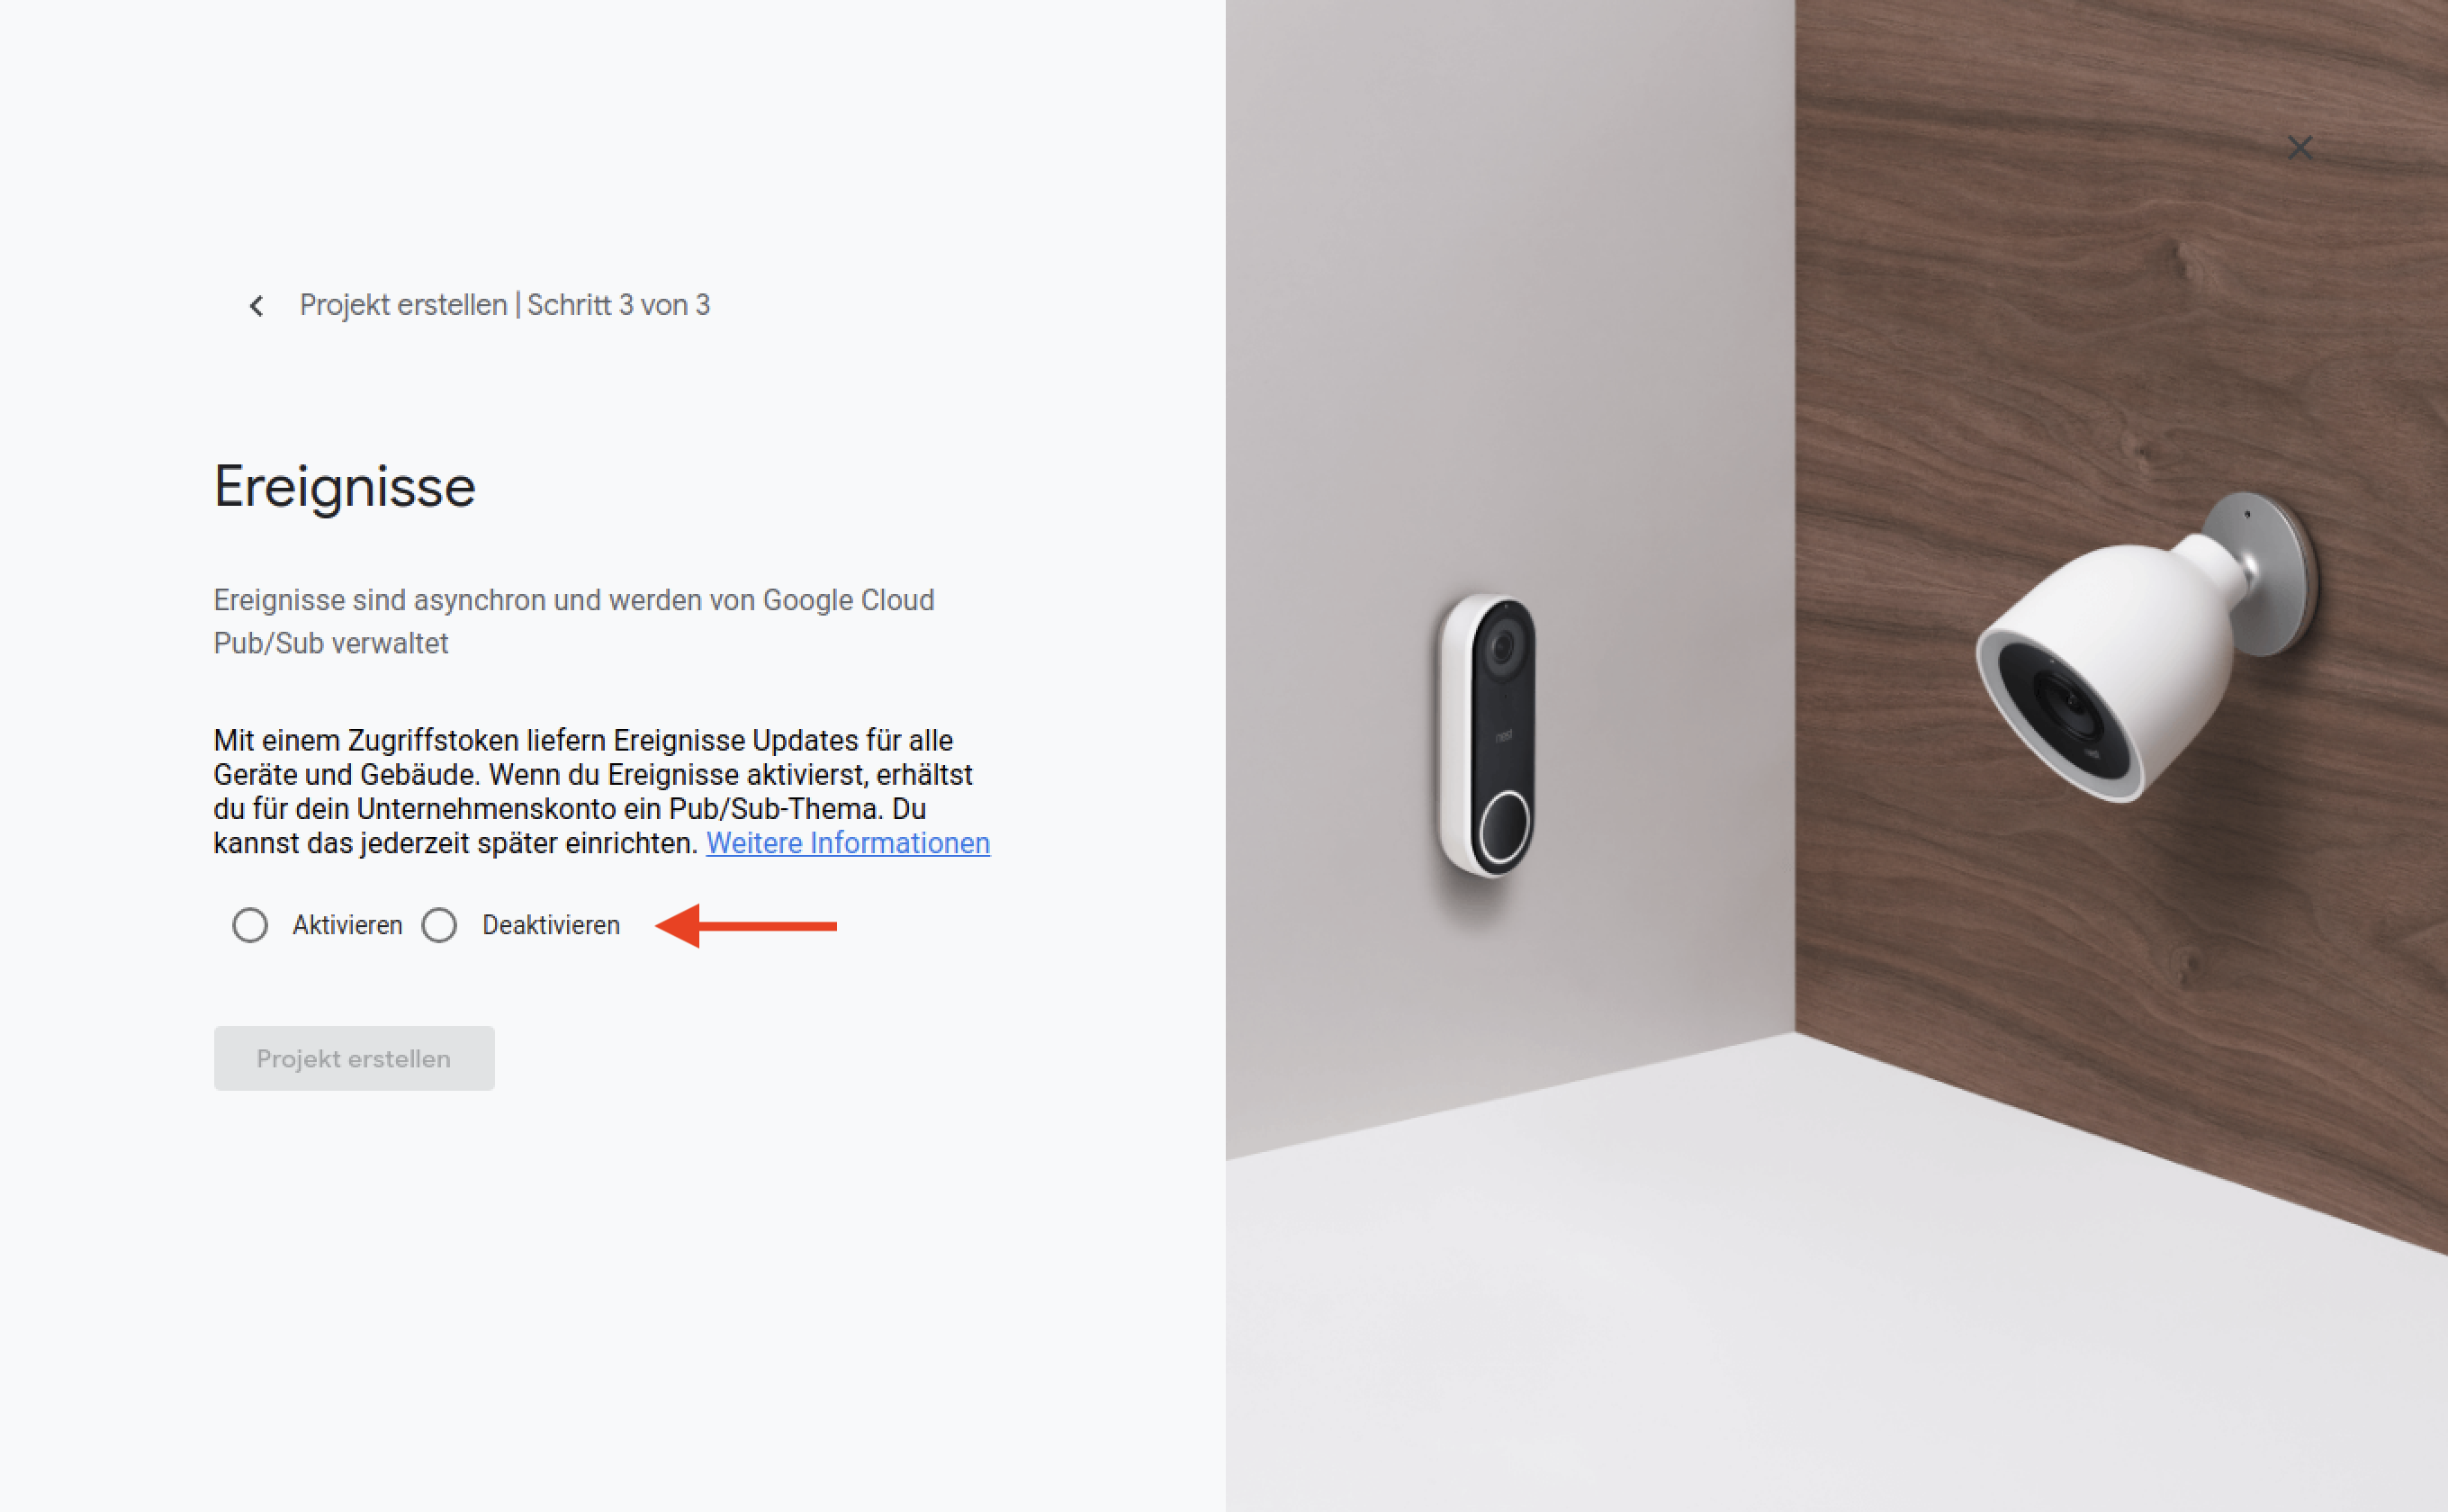 Projekt erstellen | Schritt 3 von 3
Ereignisse
Ereignisse sind asynchron und werden von Google Cloud
Pub/Sub verwaltet
Mit einem Zugriffstoken liefern Ereignisse Updates für alle
Geräte und Gebäude. Wenn du Ereignisse aktivierst, erhältst
du für dein Unternehmenskonto ein Pub/Sub-Thema. Du
kannst das jederzeit später einrichten. Weitere Informationen
Aktivieren Deaktivieren
Projekt erstellen
nest
nest